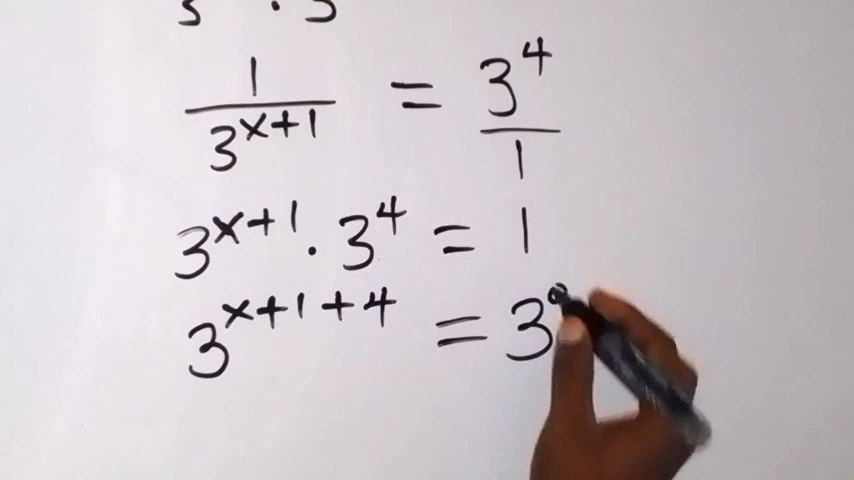 1/3^(x+1) = 3^4/1
3^(x+1) · 3^4 = 1
3^(x+1+4) = 3^0